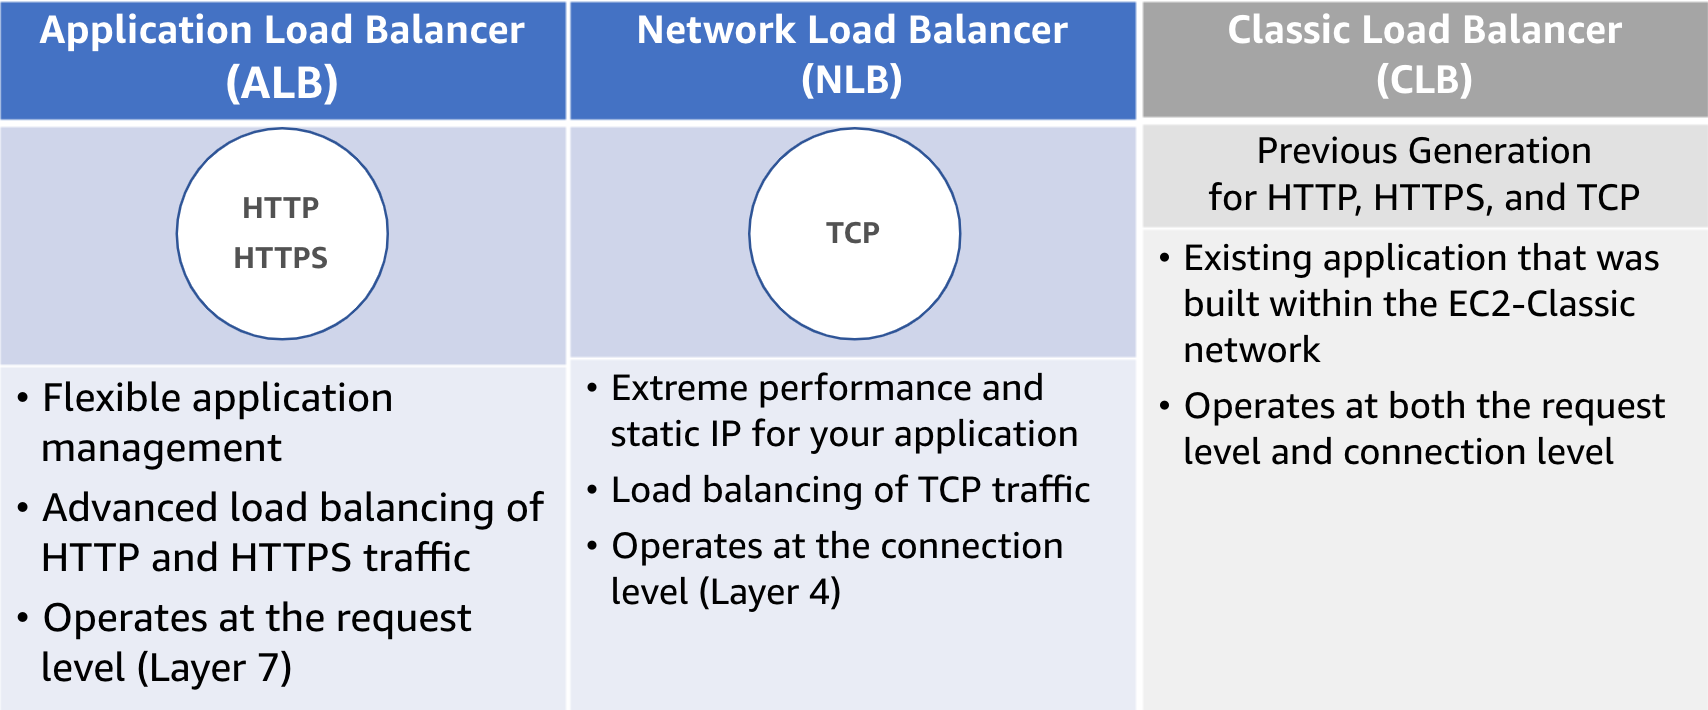 Application Load Balancer
(ALB)
HTTP
HTTPS
• Flexible application
management
• Advanced load balancing of
HTTP and HTTPS traffic
• Operates at the request
level (Layer 7)
Network Load Balancer
(NLB)
TCP
• Extreme performance and
static IP for your application
• Load balancing of TCP traffic
• Operates at the connection
level (Layer 4)
Classic Load Balancer
(CLB)
Previous Generation
for HTTP, HTTPS, and TCP
• Existing application that was
built within the EC2-Classic
network
• Operates at both the request
level and connection level